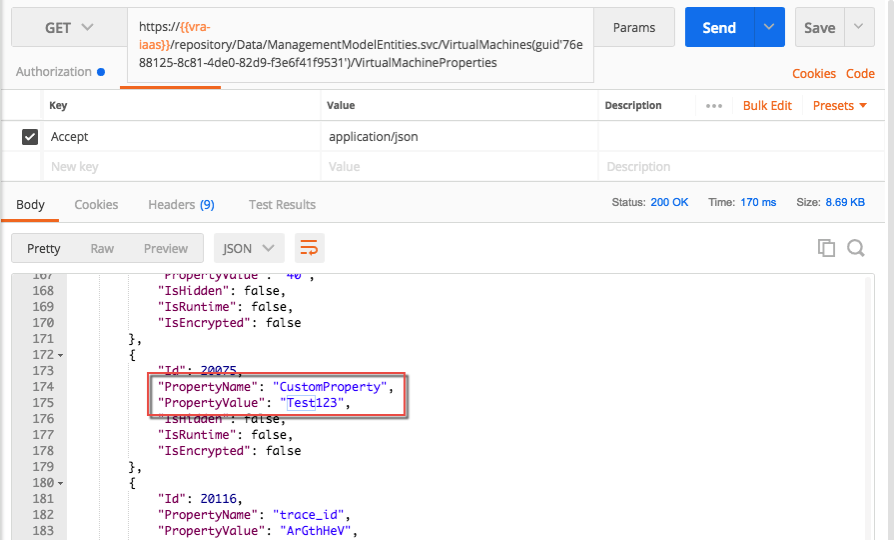 GET
https://{{vra-
iaas}}/repository/Data/ManagementModelEntities.svc/VirtualMachines(guid'76e
88125-8c81-4de0-82d9-f3e6f41f9531')/VirtualMachineProperties
Params
Send
Save
Authorization
Cookies Code
Key Value Description ••• Bulk Edit Presets
Accept application/json
New key Value Description
Body Cookies Headers (9) Test Results Status: 200 OK Time: 170 ms Size: 8.69 KB
Pretty Raw Preview JSON
167 "PropertyValue": "40",
168 "IsHidden": false,
169 "IsRuntime": false,
170 "IsEncrypted": false
171 },
172 {
173 "Id": 20075,
174 "PropertyName": "CustomProperty",
175 "PropertyValue": "Test123",
176 "IsHidden": false,
177 "IsRuntime": false,
178 "IsEncrypted": false
179 },
180 {
181 "Id": 20116,
182 "PropertyName": "trace_id",
183 "PropertyValue": "ArGthHeV",